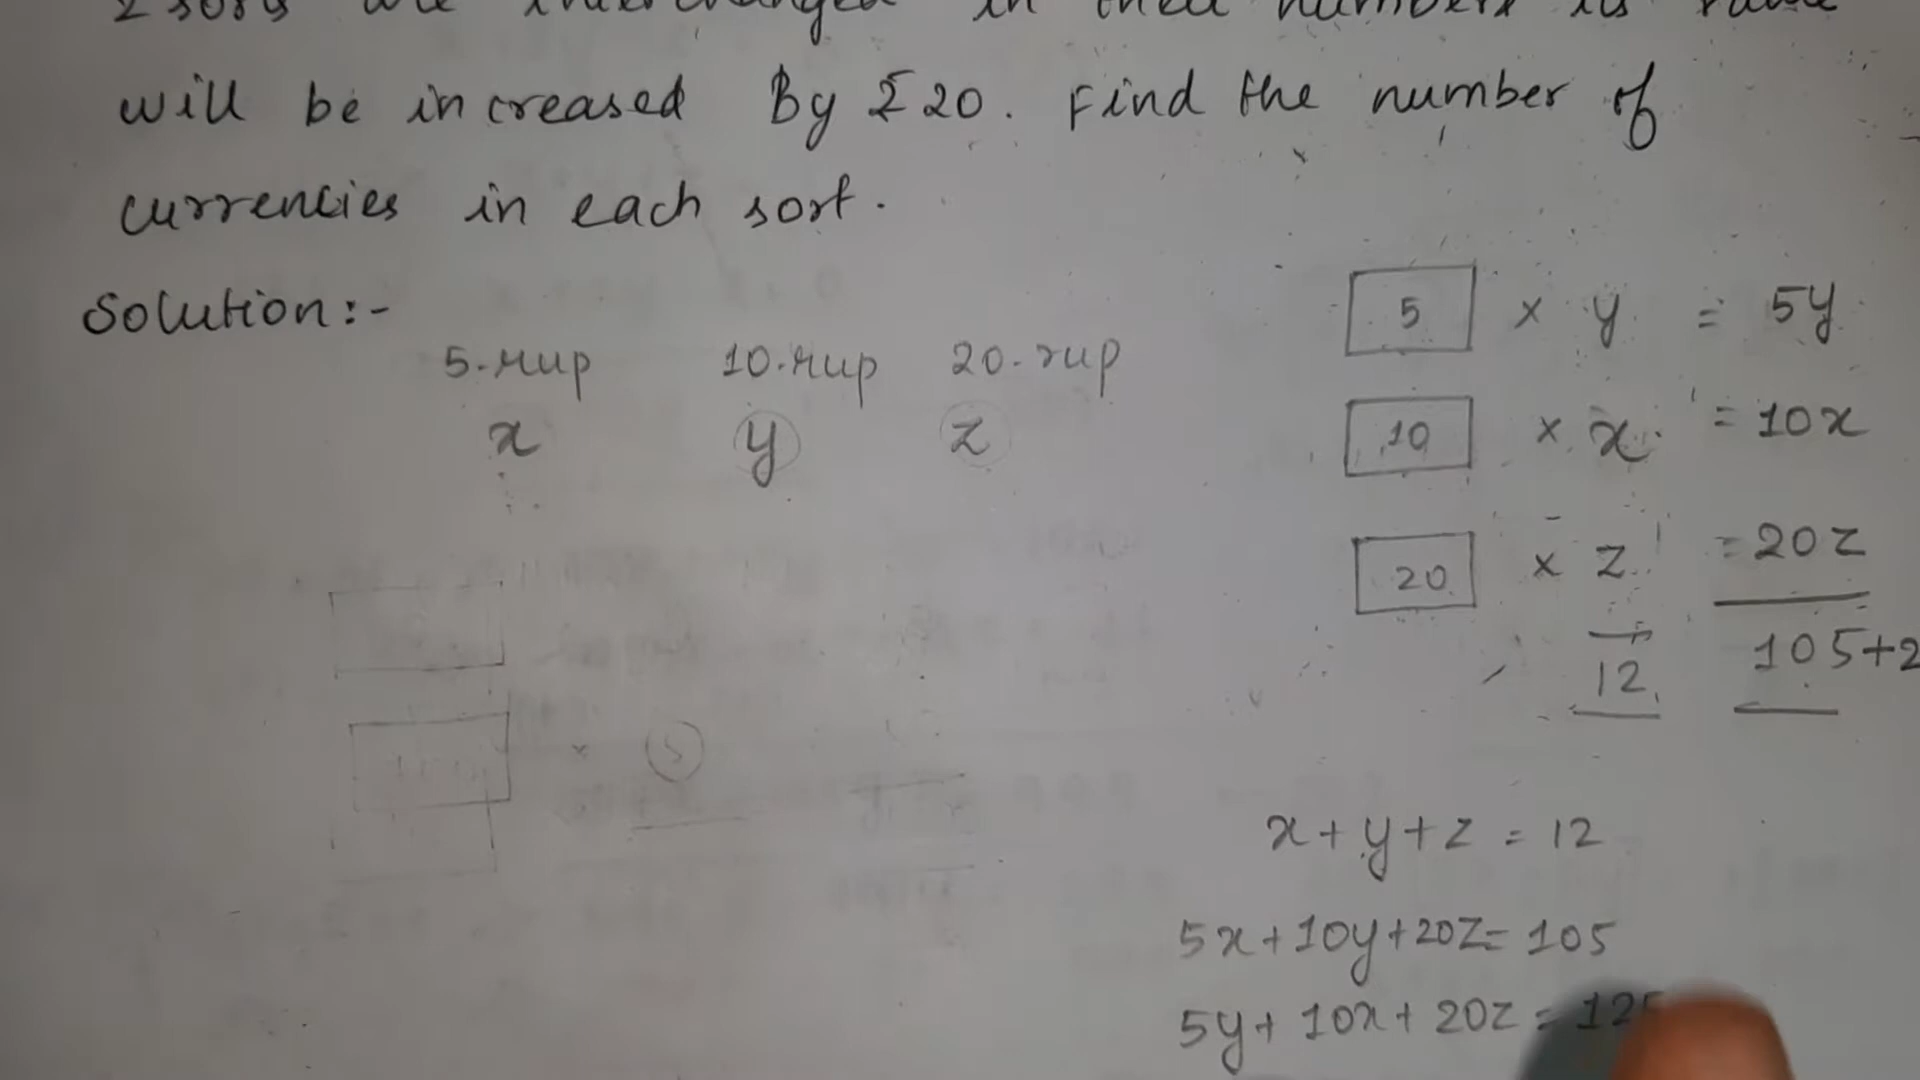 will be increased By ₹20. Find the number of
currencies in each sort.
Solution:-
5.rup 10.rup 20.rup
x y z
5 × y = 5y
10 × x = 10x
20 × z = 20z
12 105+2
x+y+z = 12
5x+10y+20z= 105
5y+ 10x+ 20z =